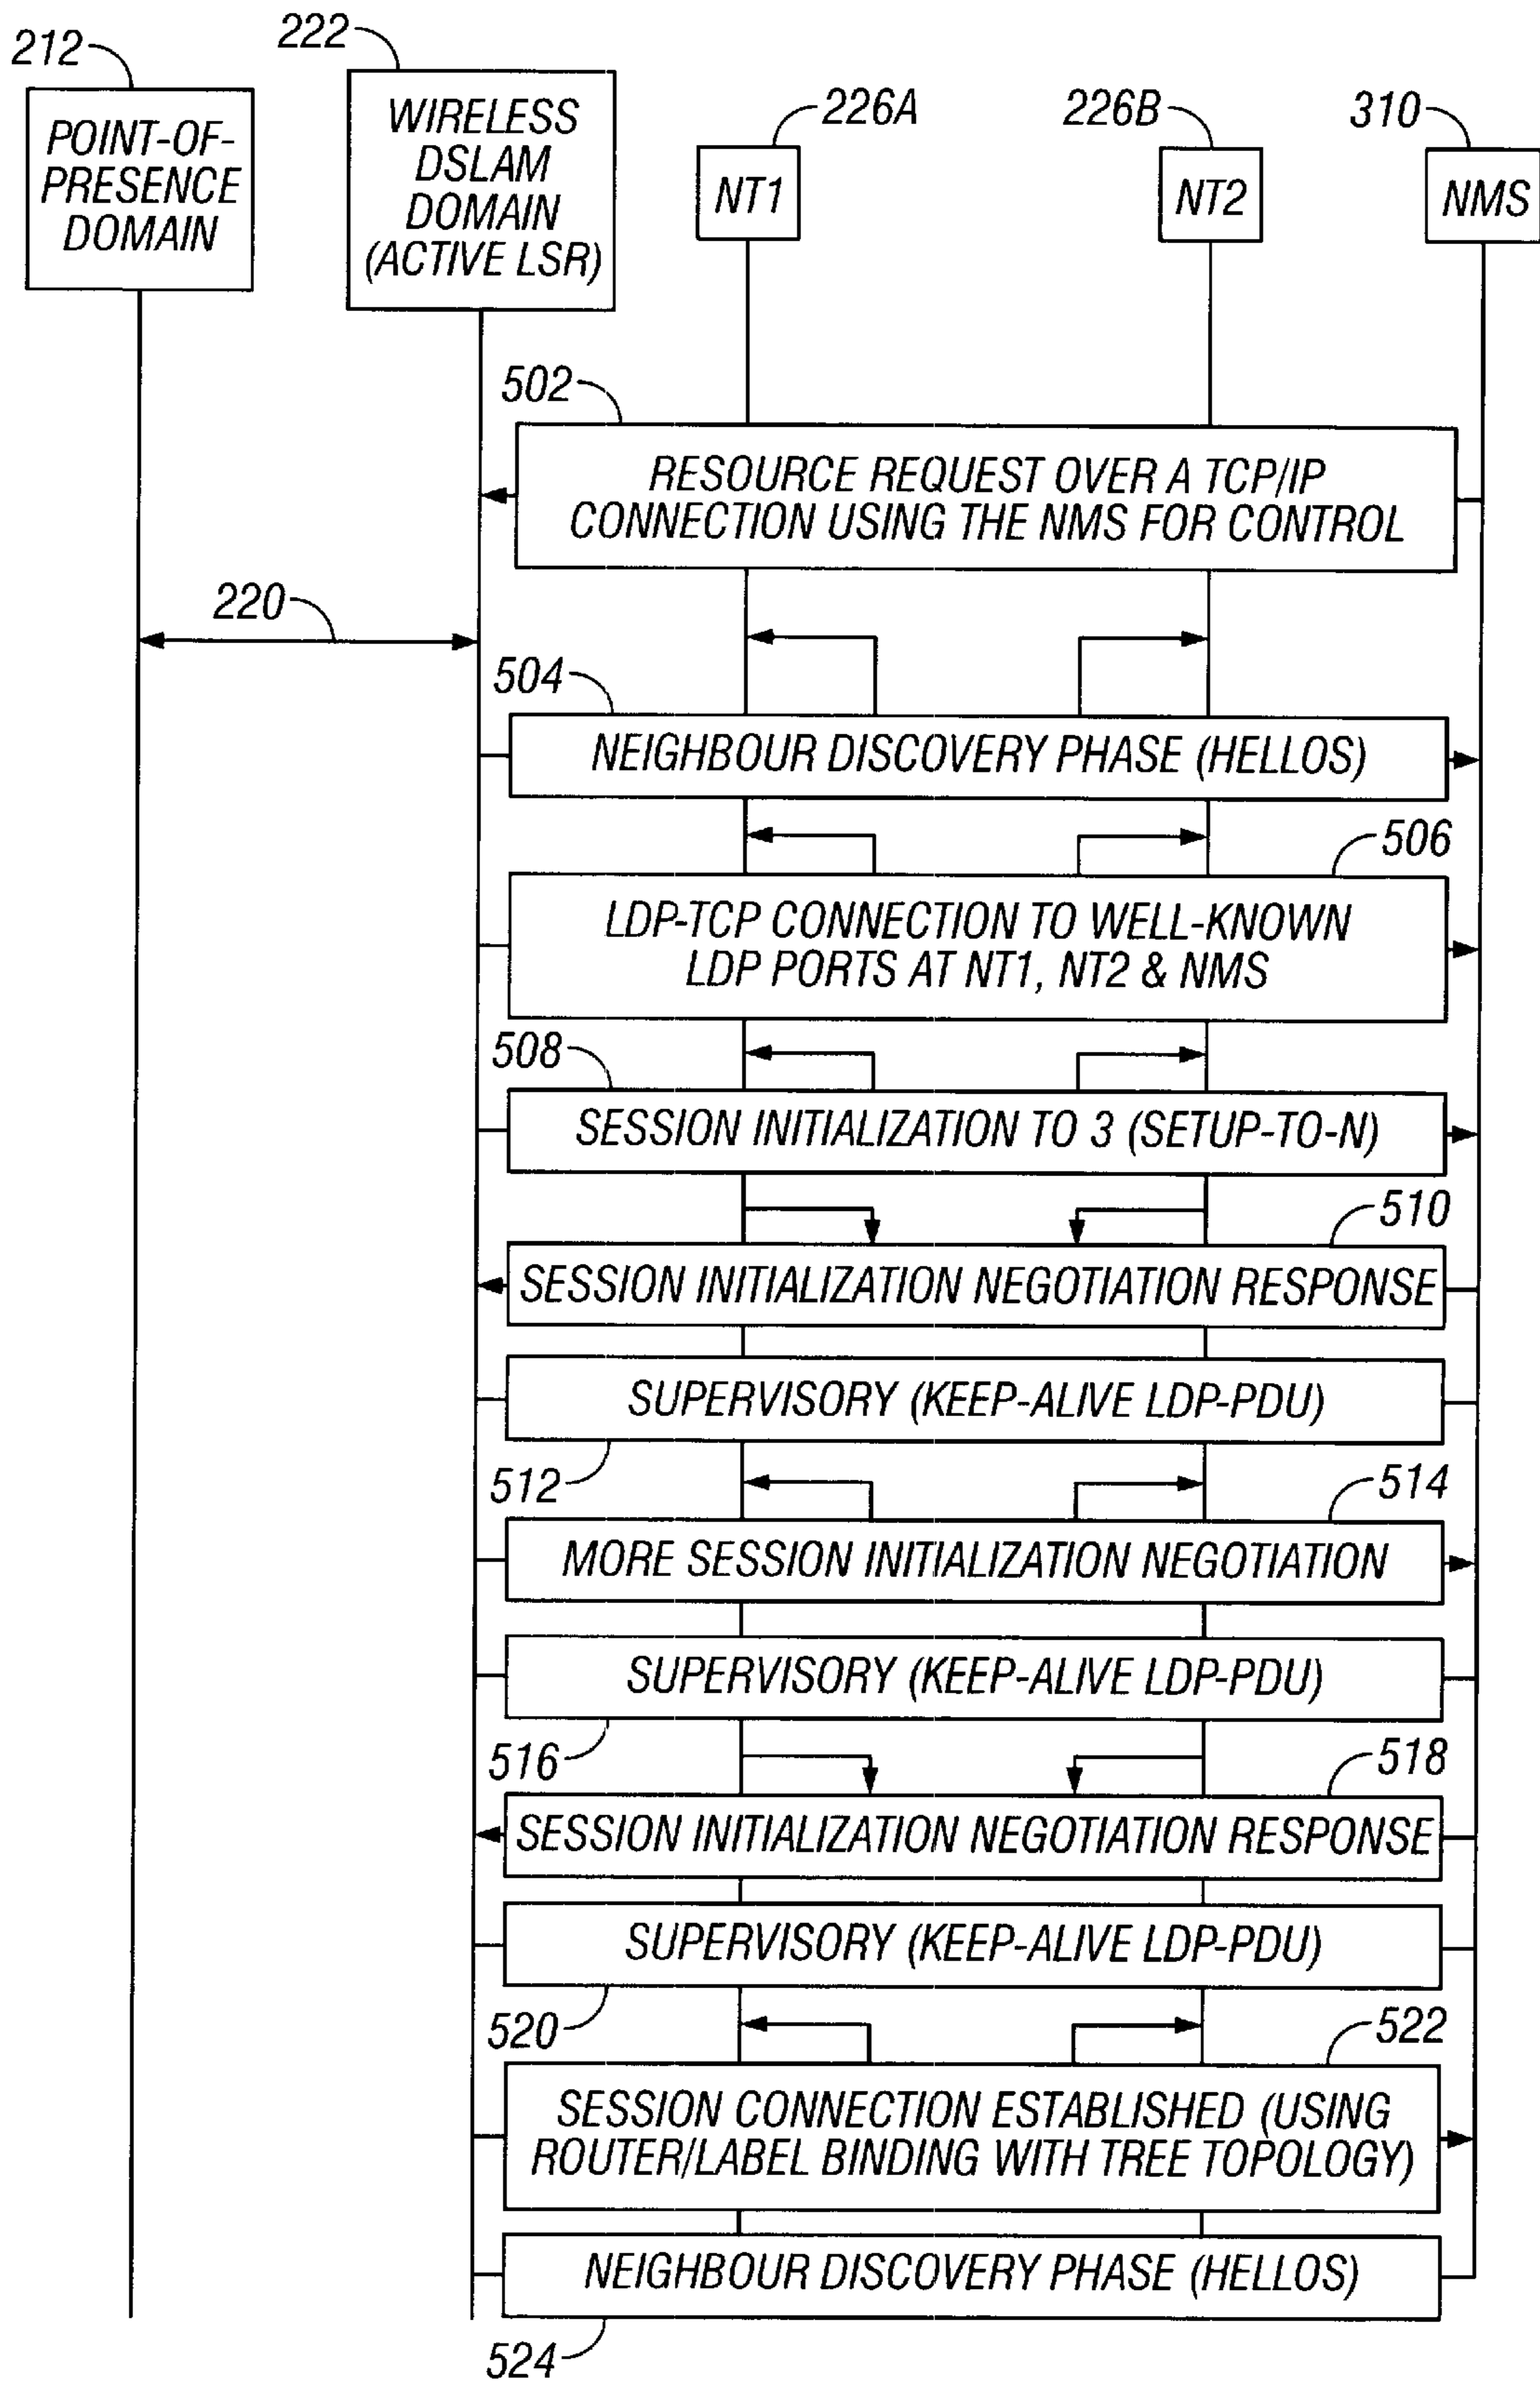 212
222
226A
226B
310
POINT-OF-
PRESENCE
DOMAIN
WIRELESS
DSLAM
DOMAIN
(ACTIVE LSR)
NT1
NT2
NMS
502
RESOURCE REQUEST OVER A TCP/IP
CONNECTION USING THE NMS FOR CONTROL
220
504
NEIGHBOUR DISCOVERY PHASE (HELLOS)
506
LDP-TCP CONNECTION TO WELL-KNOWN
LDP PORTS AT NT1, NT2 & NMS
508
SESSION INITIALIZATION TO 3 (SETUP-TO-N)
510
SESSION INITIALIZATION NEGOTIATION RESPONSE
SUPERVISORY (KEEP-ALIVE LDP-PDU)
512
514
MORE SESSION INITIALIZATION NEGOTIATION
SUPERVISORY (KEEP-ALIVE LDP-PDU)
516
518
SESSION INITIALIZATION NEGOTIATION RESPONSE
SUPERVISORY (KEEP-ALIVE LDP-PDU)
520
522
SESSION CONNECTION ESTABLISHED (USING
ROUTER/LABEL BINDING WITH TREE TOPOLOGY)
NEIGHBOUR DISCOVERY PHASE (HELLOS)
524